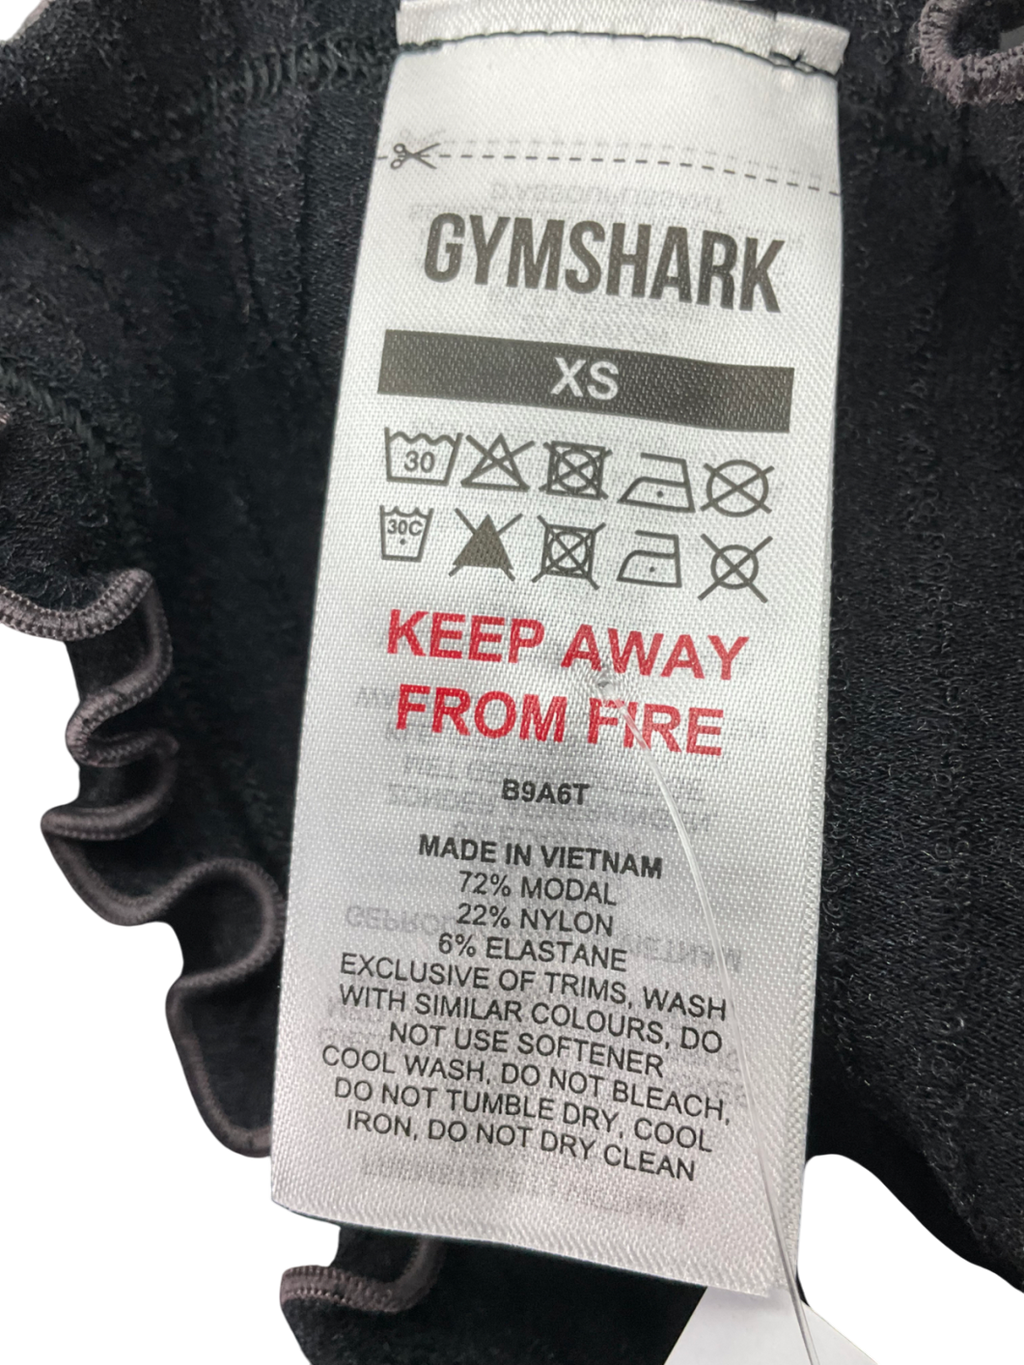 GYMSHARK
XS
30
30C
KEEP AWAY
FROM FIRE
B9A6T
MADE IN VIETNAM
72% MODAL
22% NYLON
6% ELASTANE
EXCLUSIVE OF TRIMS, WASH
WITH SIMILAR COLOURS, DO
NOT USE SOFTENER
COOL WASH, DO NOT BLEACH,
DO NOT TUMBLE DRY, COOL
IRON, DO NOT DRY CLEAN